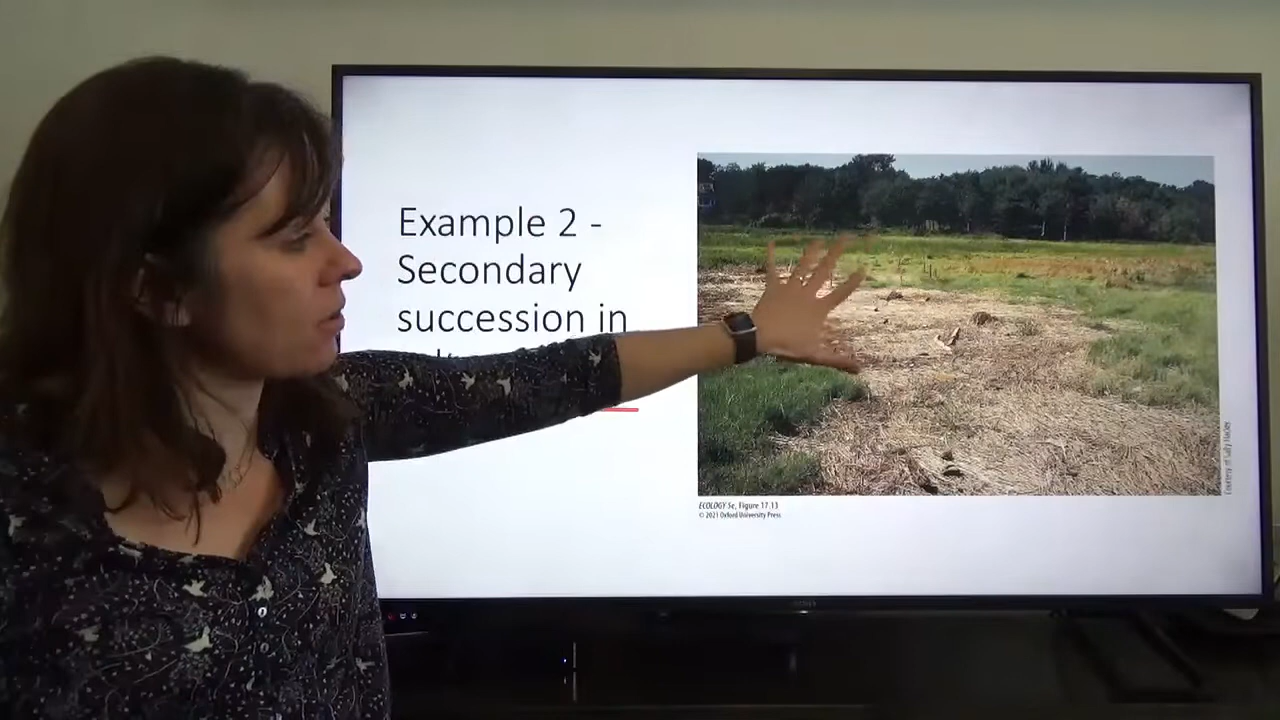 Example 2 -
Secondary
succession in
ECOLOGY 5e, Figure 17.13
© 2021 Oxford University Press